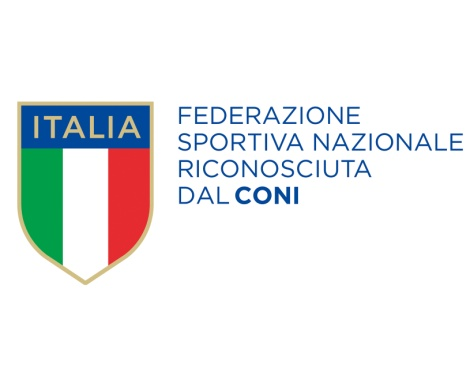 ITALIA
FEDERAZIONE
SPORTIVA NAZIONALE
RICONOSCIUTA
DAL CONI